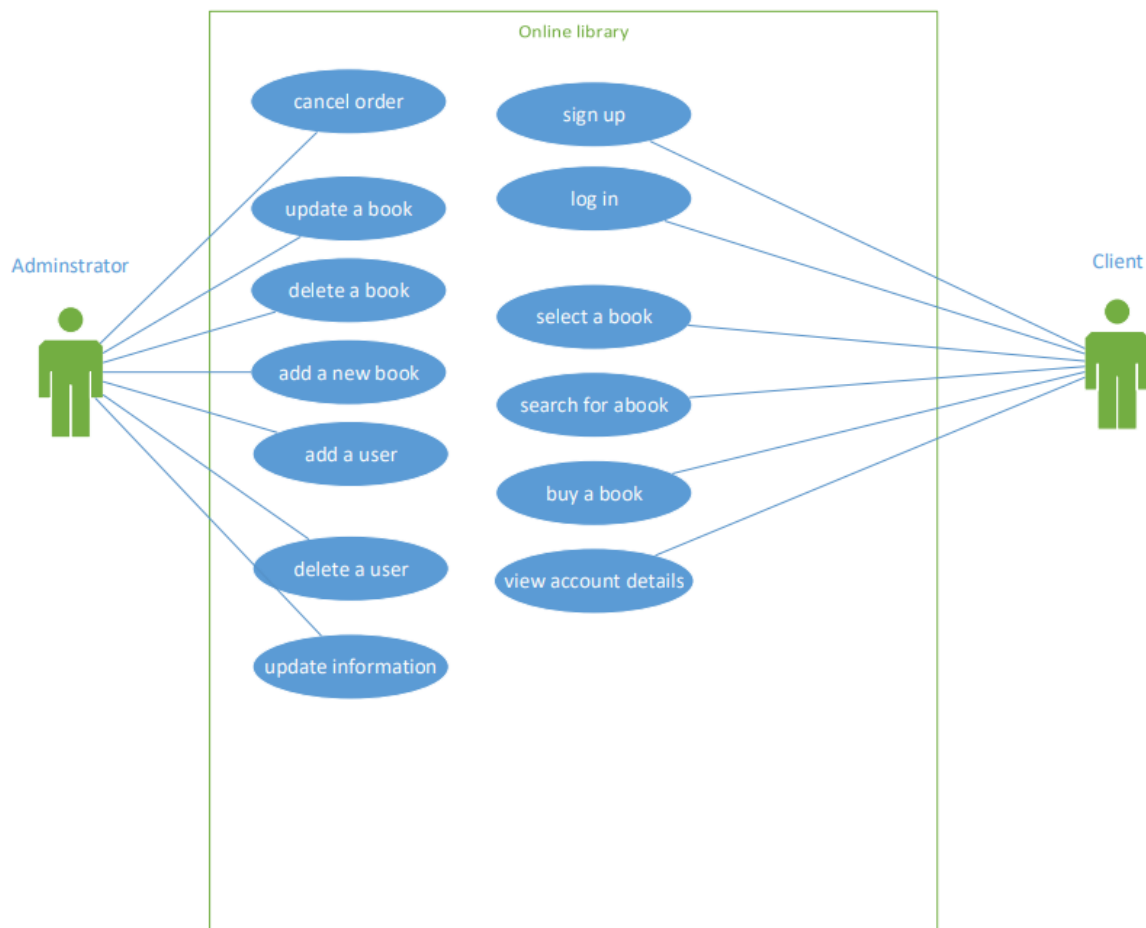 Online library
cancel order
sign up
update a book
log in
Adminstrator
Client
delete a book
select a book
add a new book
search for abook
add a user
buy a book
delete a user
view account details
update information